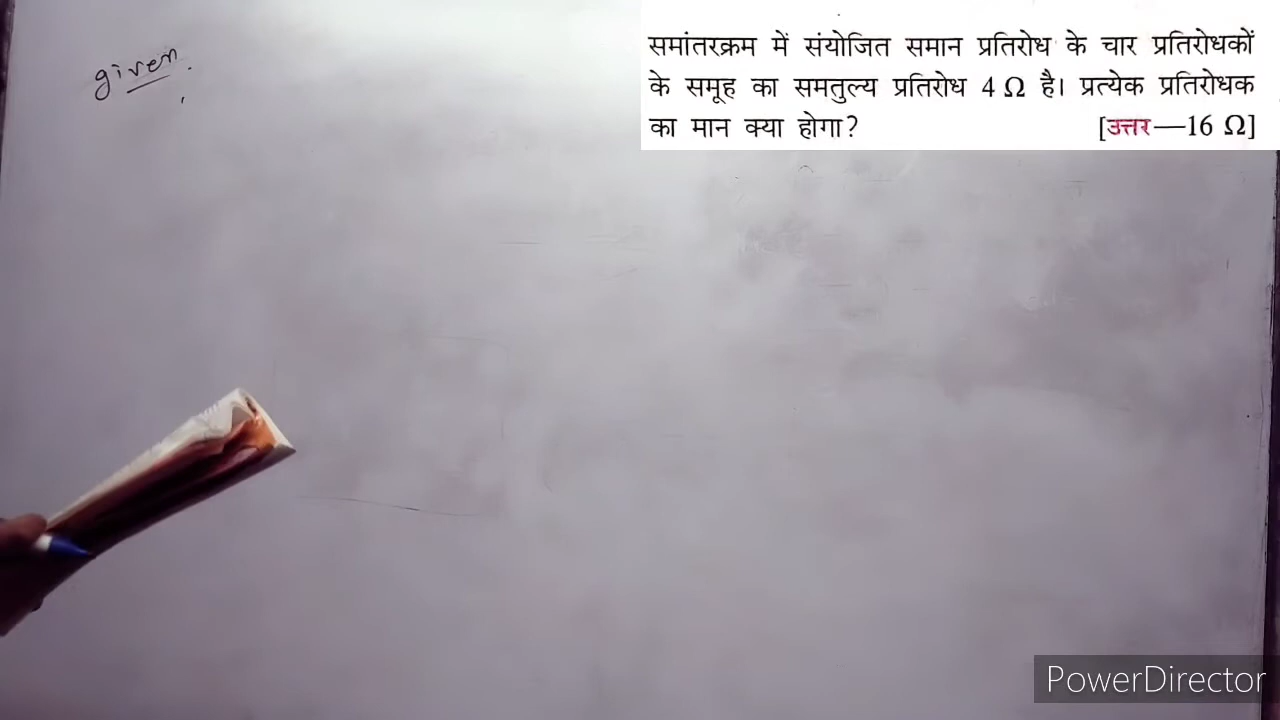 given.
समांतरक्रम में संयोजित समान प्रतिरोध के चार प्रतिरोधकों
के समूह का समतुल्य प्रतिरोध 4 Ω है। प्रत्येक प्रतिरोधक
का मान क्या होगा? [उत्तर—16 Ω]
PowerDirector